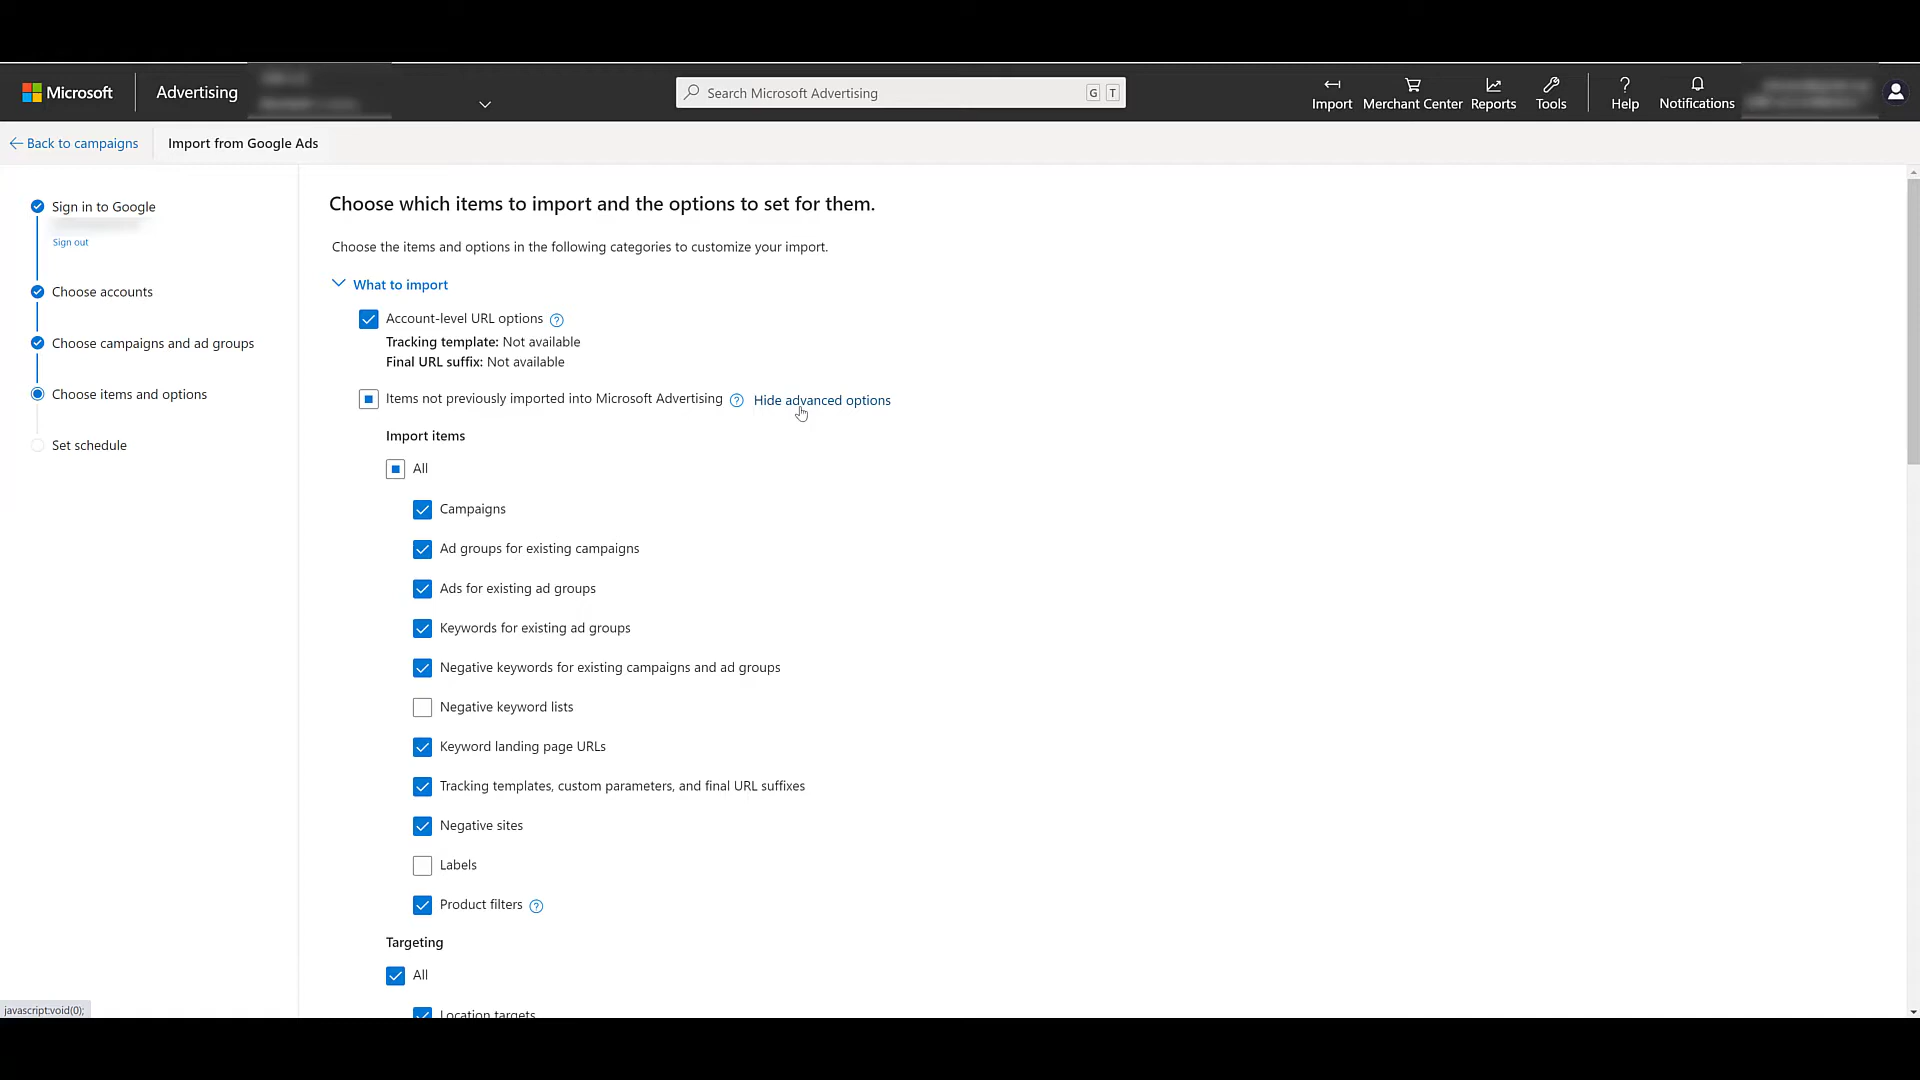 Microsoft
Advertising
Search Microsoft Advertising
G T
Import
Merchant Center
Reports
Tools
Help
Notifications
Back to campaigns
Import from Google Ads
Sign in to Google
Sign out
Choose accounts
Choose campaigns and ad groups
Choose items and options
Set schedule
Choose which items to import and the options to set for them.
Choose the items and options in the following categories to customize your import.
What to import
Account-level URL options
Tracking template: Not available
Final URL suffix: Not available
Items not previously imported into Microsoft Advertising Hide advanced options
Import items
All
Campaigns
Ad groups for existing campaigns
Ads for existing ad groups
Keywords for existing ad groups
Negative keywords for existing campaigns and ad groups
Negative keyword lists
Keyword landing page URLs
Tracking templates, custom parameters, and final URL suffixes
Negative sites
Labels
Product filters
Targeting
All
Location targets
javascript:void(0);